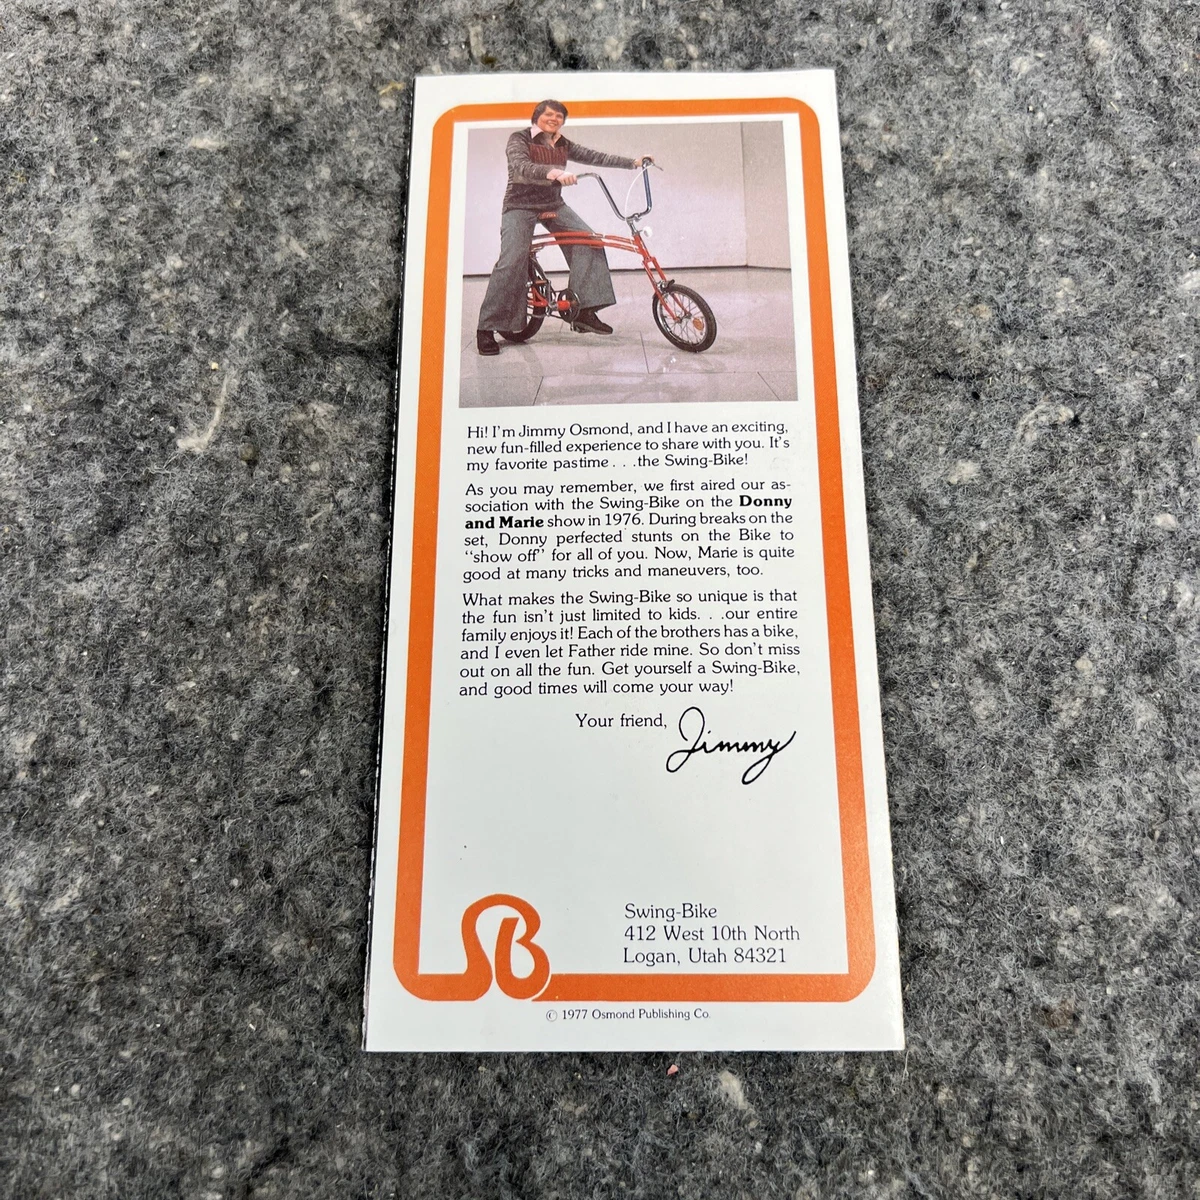 Hi! I'm Jimmy Osmond, and I have an exciting,
new fun-filled experience to share with you. It's
my favorite pastime . . .the Swing-Bike!
As you may remember, we first aired our as-
sociation with the Swing-Bike on the Donny
and Marie show in 1976. During breaks on the
set, Donny perfected stunts on the Bike to
"show off" for all of you. Now, Marie is quite
good at many tricks and maneuvers, too.
What makes the Swing-Bike so unique is that
the fun isn't just limited to kids. . .our entire
family enjoys it! Each of the brothers has a bike,
and I even let Father ride mine. So don't miss
out on all the fun. Get yourself a Swing-Bike,
and good times will come your way!
Your friend,
Jimmy
SB
Swing-Bike
412 West 10th North
Logan, Utah 84321
© 1977 Osmond Publishing Co.